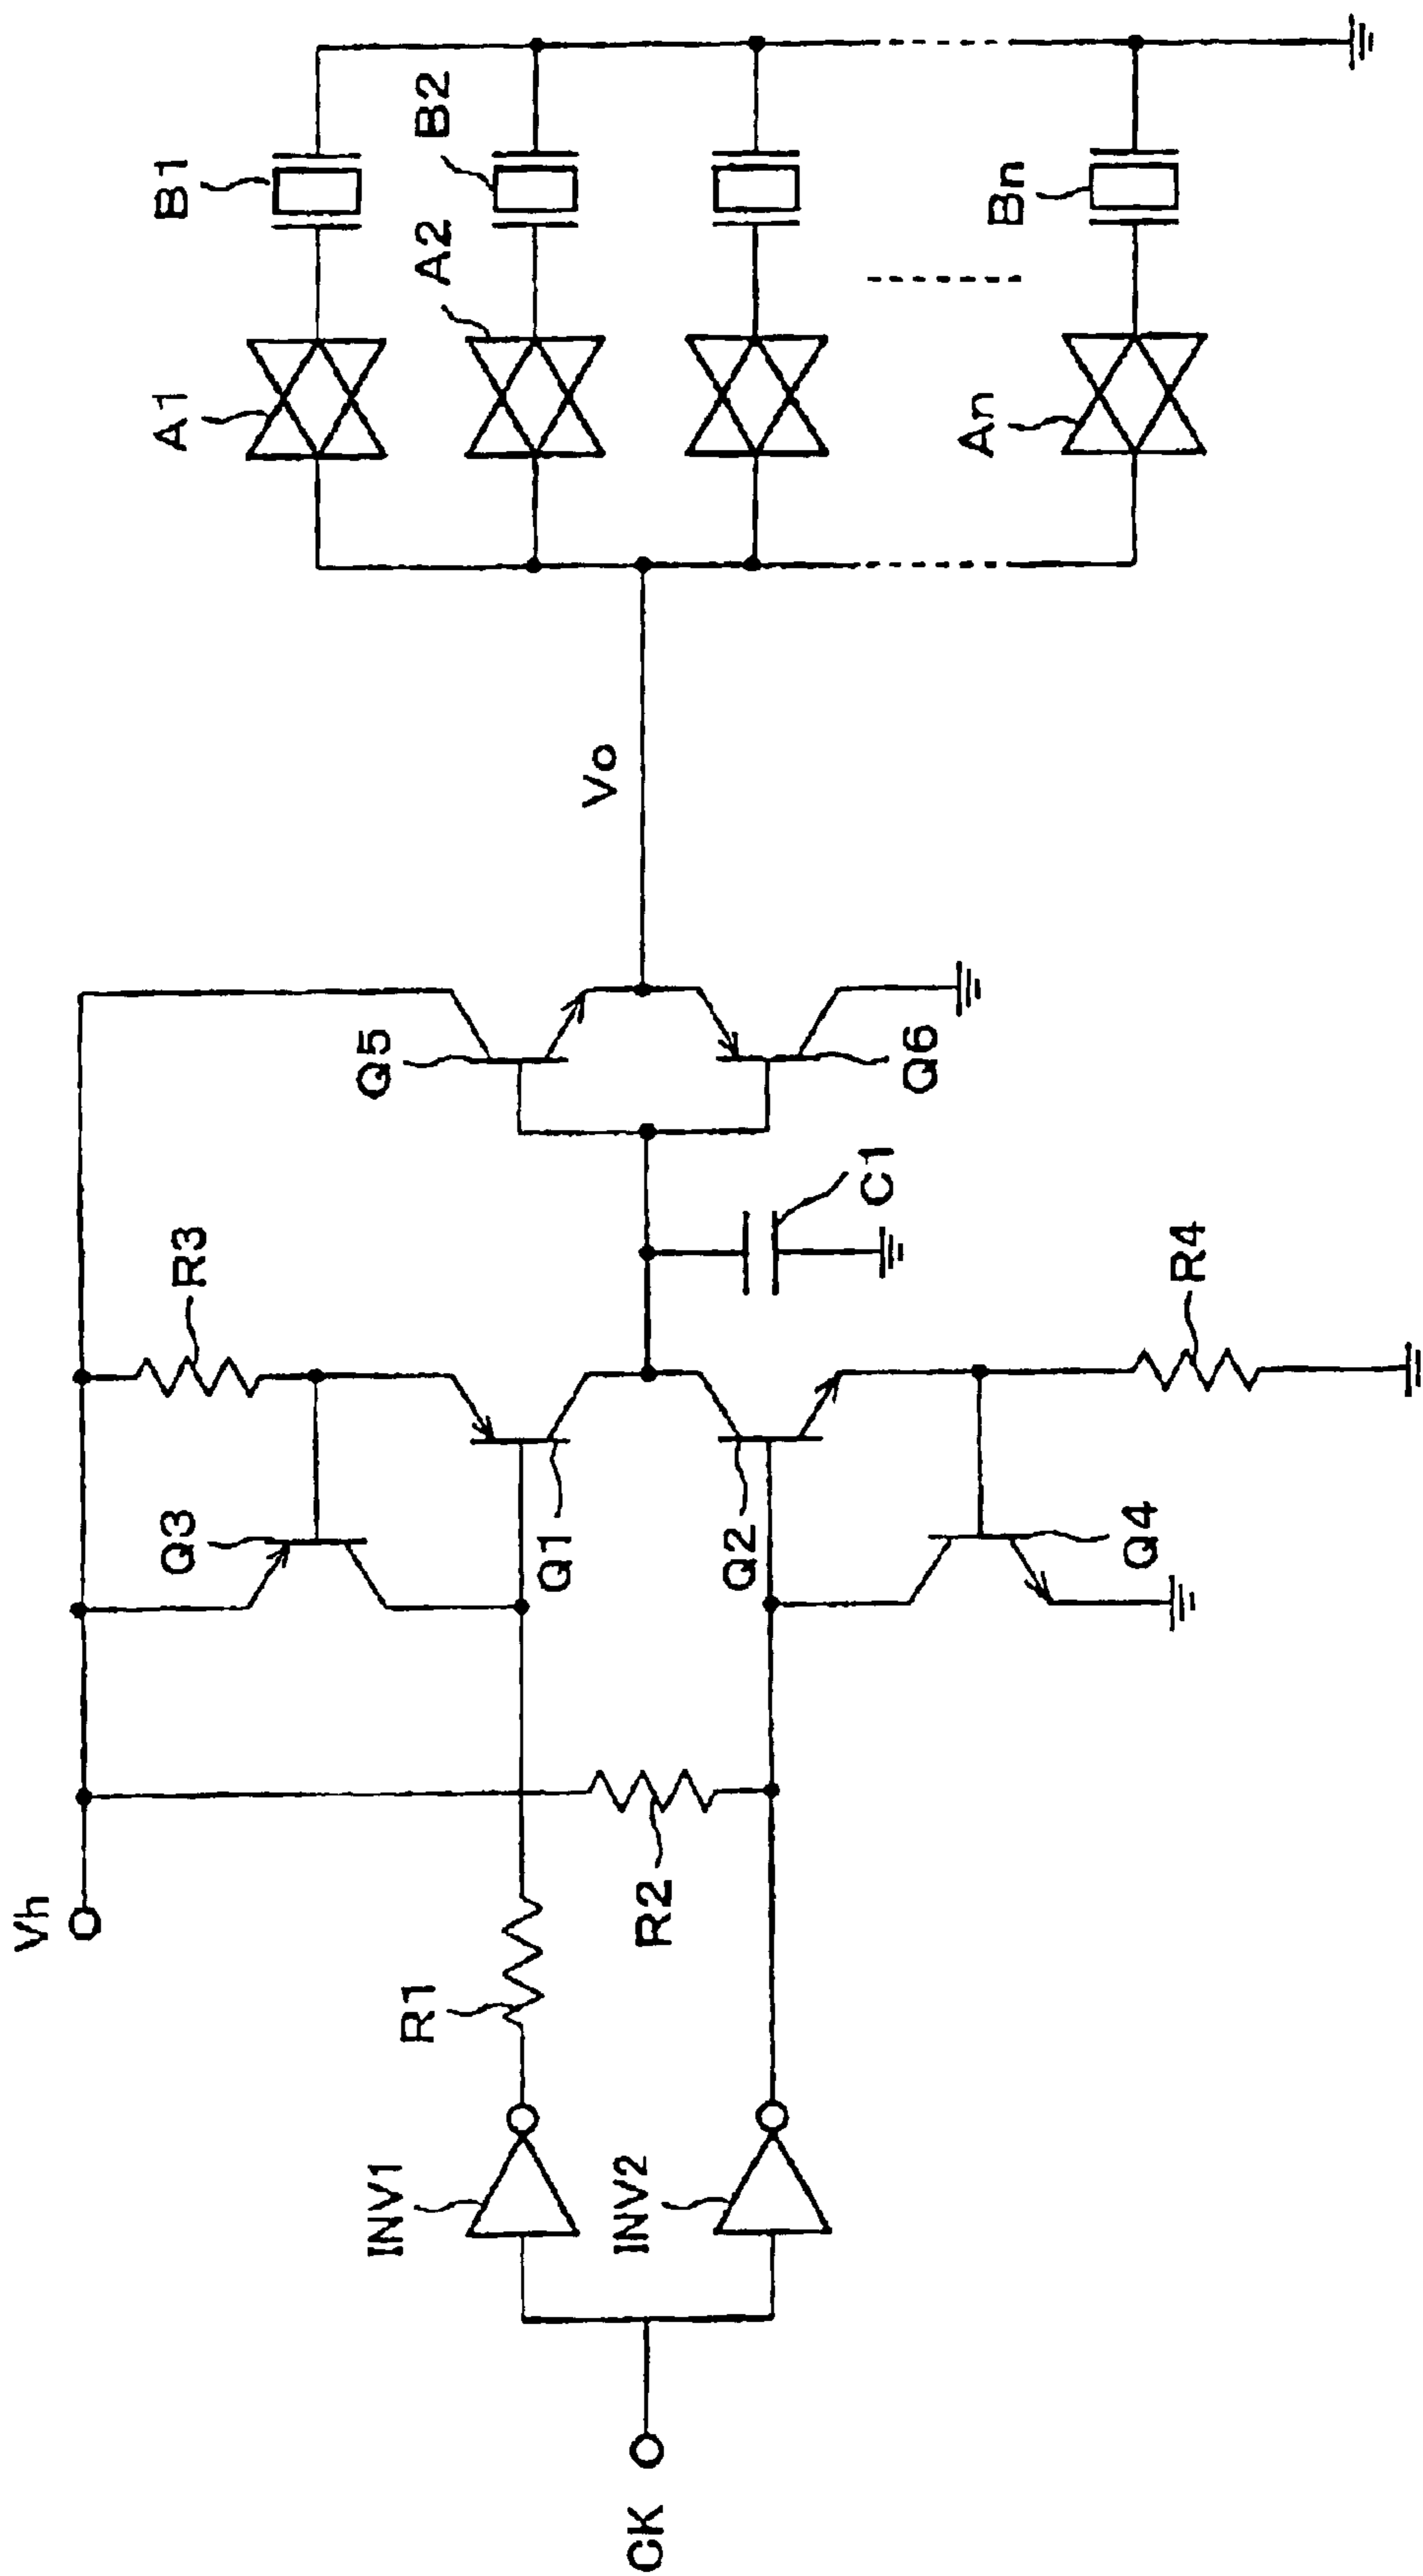 CK
INV1
INV2
R1
R2
Vh
Q3
Q1
Q2
Q4
R3
R4
C1
Q5
Q6
Vo
A1
B1
A2
B2
An
Bn